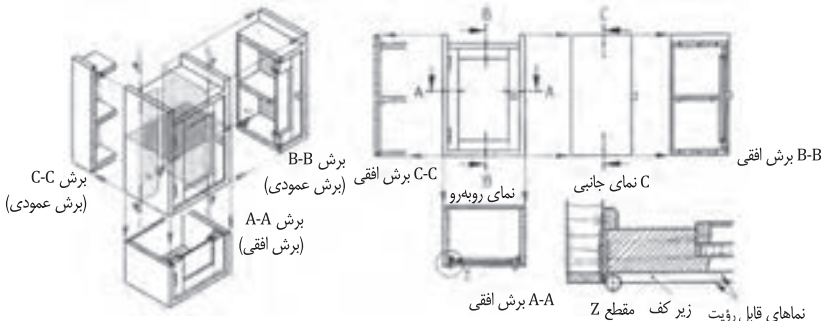 B
C
A
A
B
C
برش C-C
(برش عمودی)
برش B-B
(برش عمودی)
برش A-A
(برش افقی)
C-C برش افقی
نمای روبه‌رو
C نمای جانبی
B-B برش افقی
A-A برش افقی
Z
مقطع Z
زیر کف
نماهای قابل رؤیت